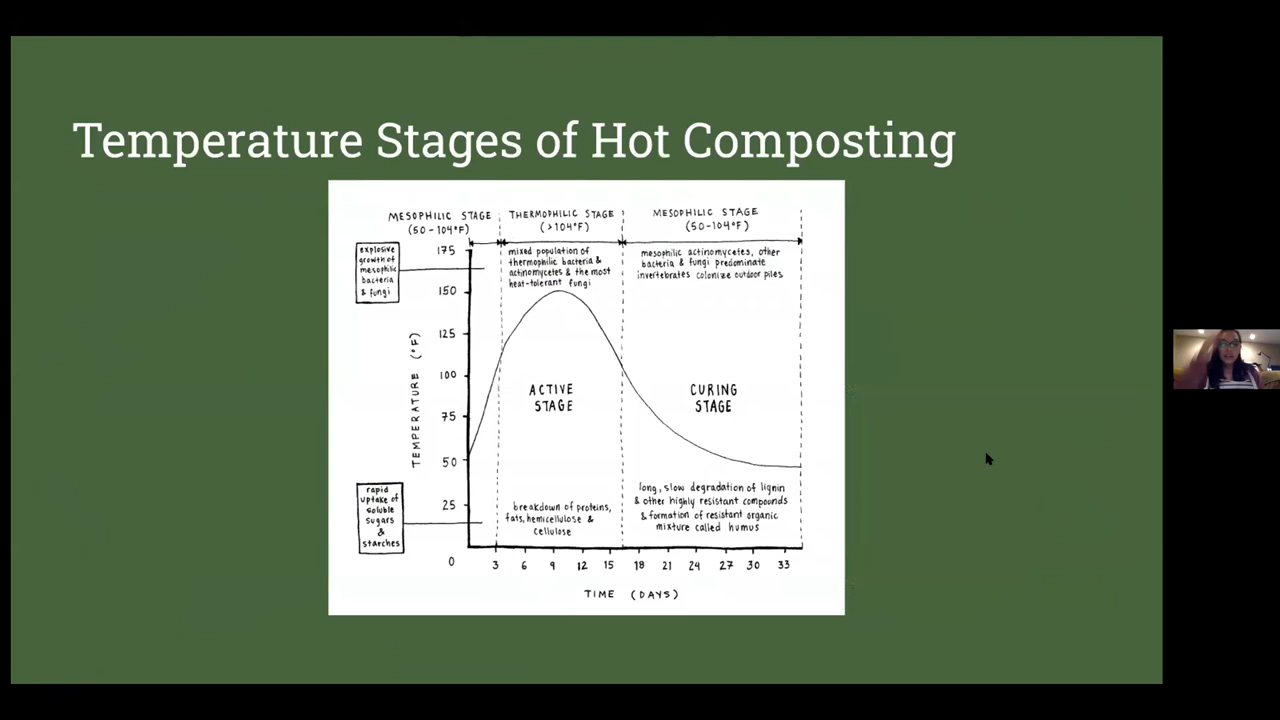 Temperature Stages of Hot Composting
MESOPHILIC STAGE
(50-104°F)
THERMOPHILIC STAGE
(>104°F)
MESOPHILIC STAGE
(50-104°F)
explosive
growth of
mesophilic
bacteria
& fungi
mixed population of
thermophilic bacteria &
actinomycetes & the most
heat-tolerant fungi
mesophilic actinomycetes, other
bacteria & fungi predominate
invertebrates colonize outdoor piles
175
150
125
100
75
50
25
0
TEMPERATURE (°F)
ACTIVE
STAGE
CURING
STAGE
rapid
uptake of
soluble
sugars
&
starches
breakdown of proteins,
fats, hemicellulose &
cellulose
long, slow degradation of lignin
& other highly resistant compounds
& formation of resistant organic
mixture called humus
3 6 9 12 15 18 21 24 27 30 33
TIME (DAYS)